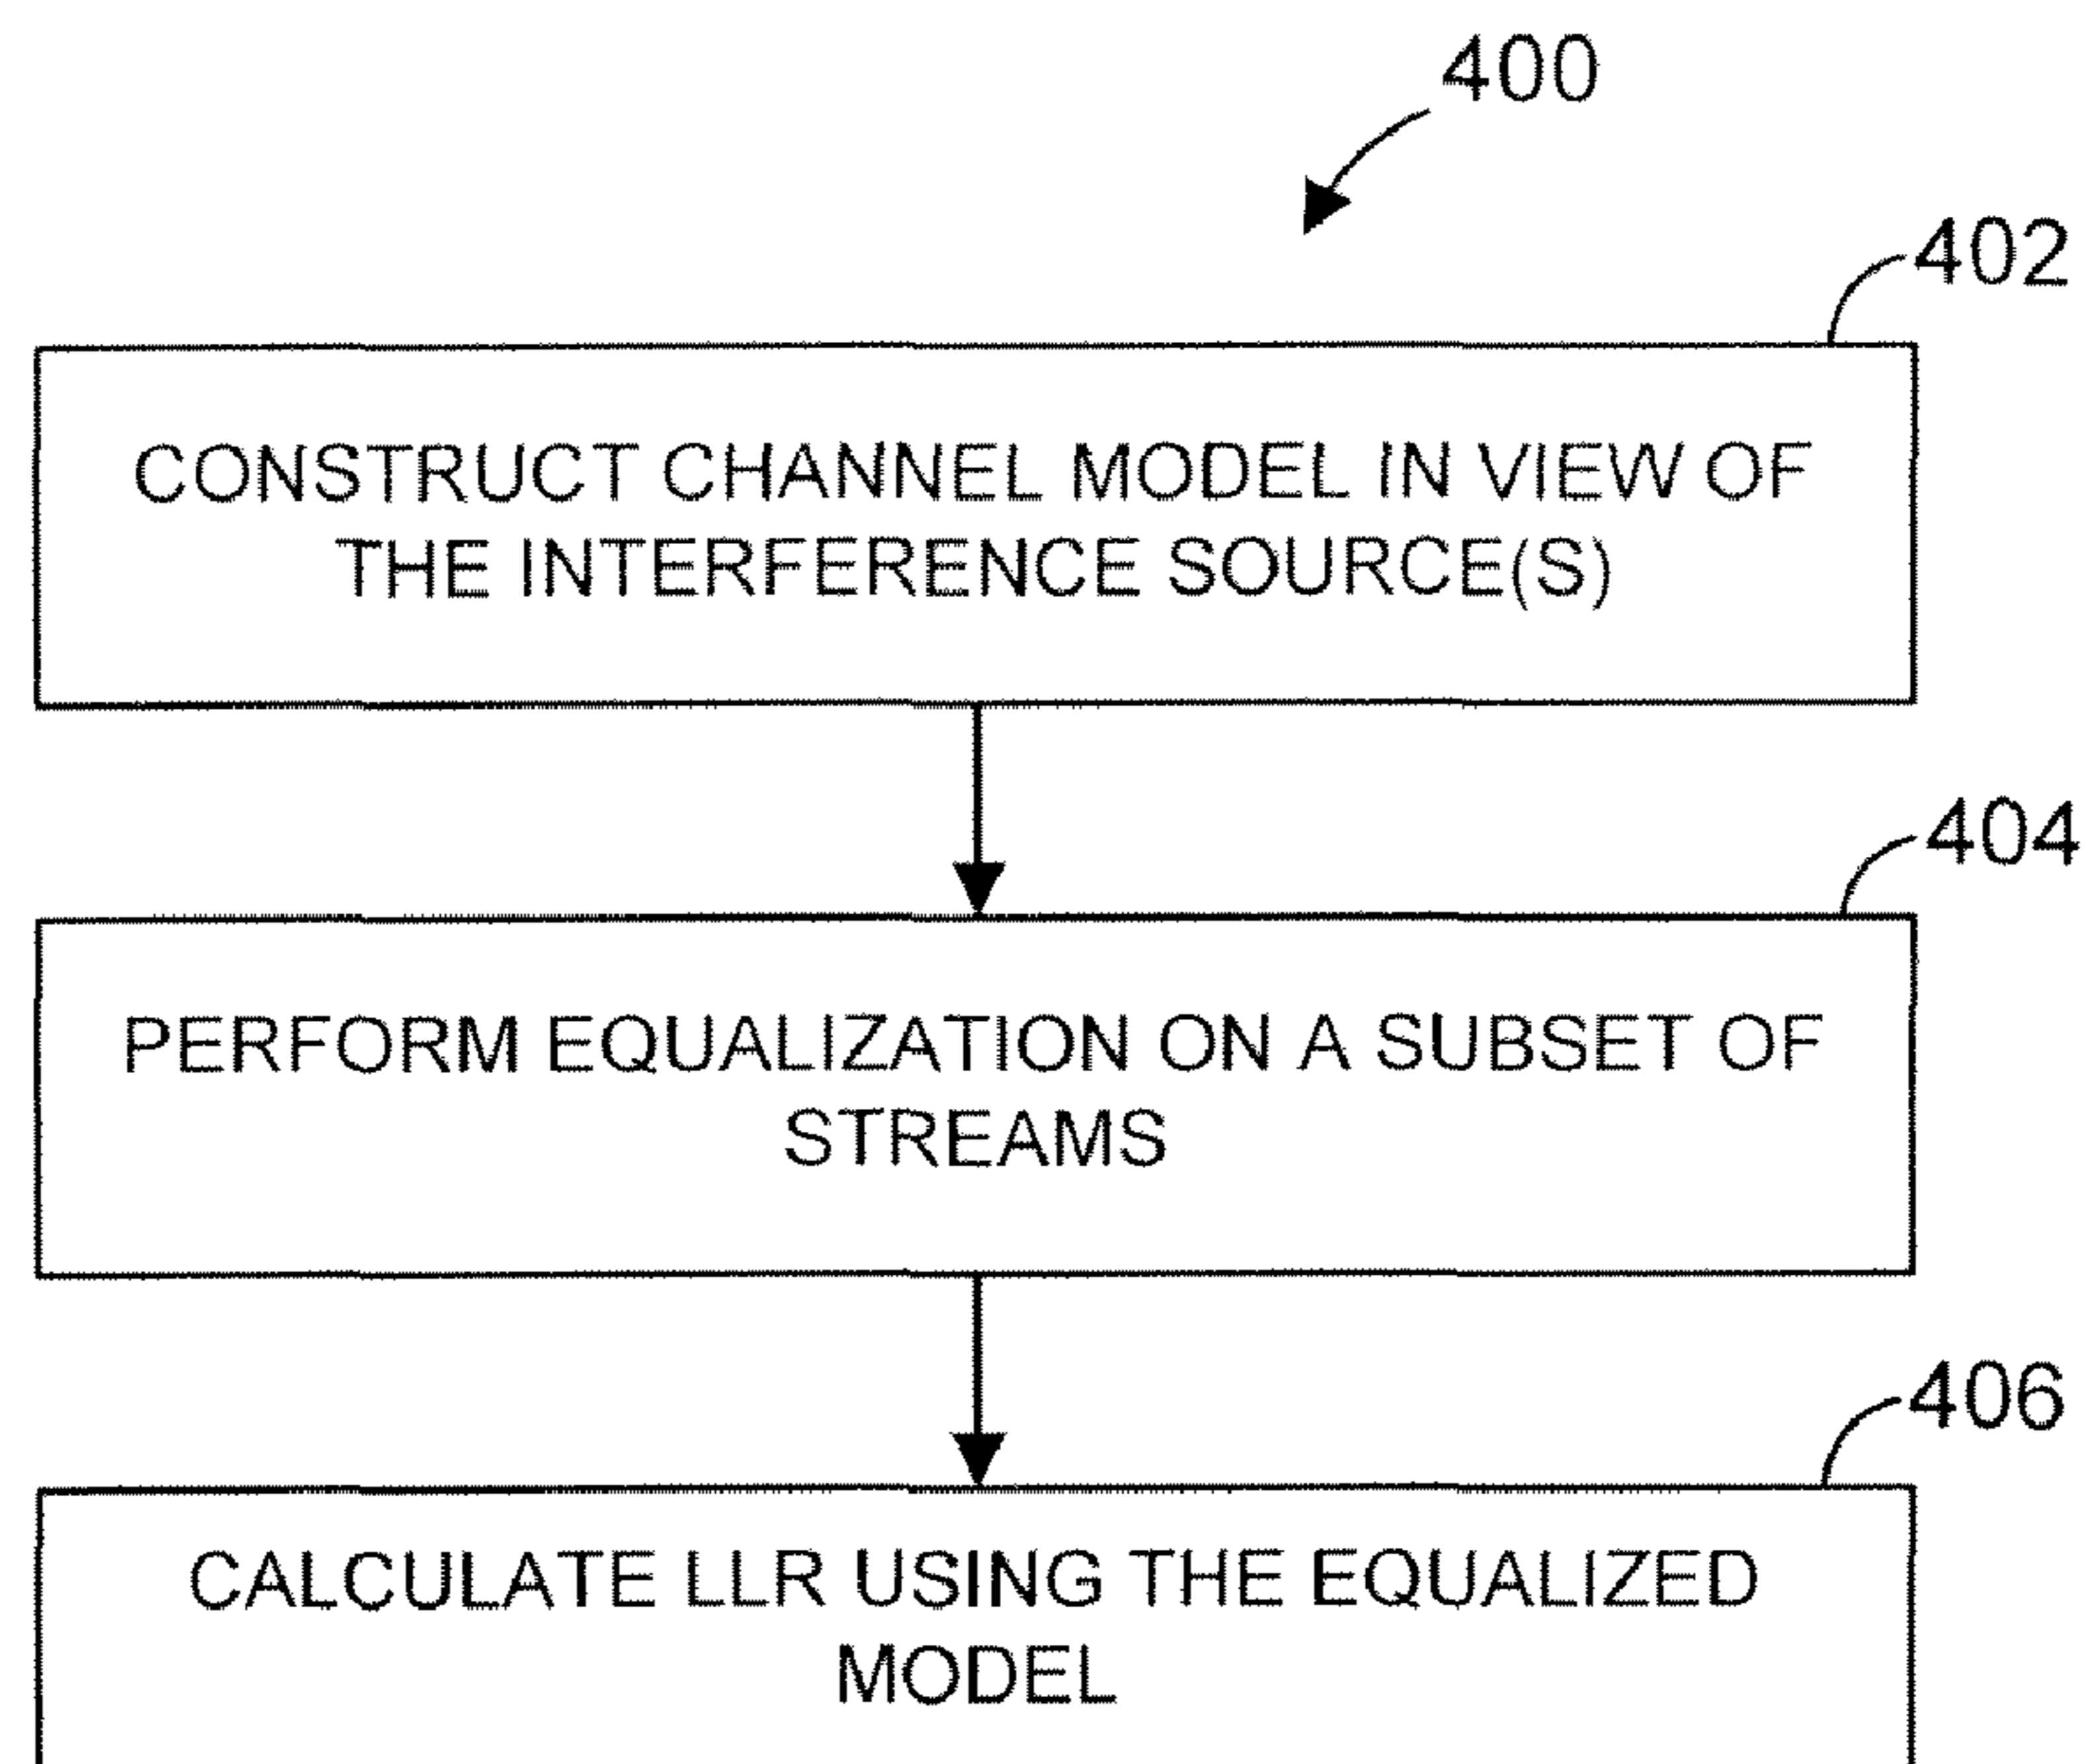 400
402
CONSTRUCT CHANNEL MODEL IN VIEW OF
THE INTERFERENCE SOURCE(S)
404
PERFORM EQUALIZATION ON A SUBSET OF
STREAMS
406
CALCULATE LLR USING THE EQUALIZED
MODEL